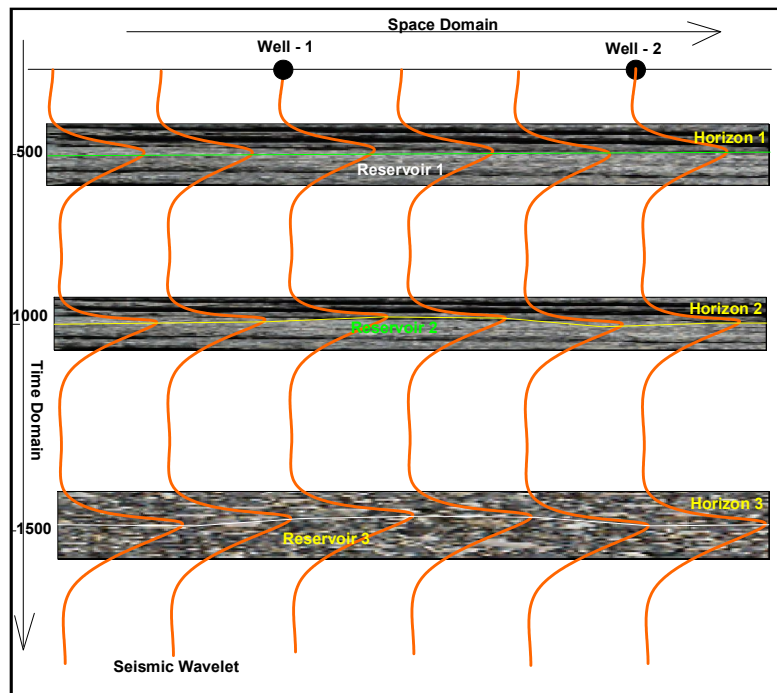 Space Domain
Well - 1
Well - 2
Horizon 1
500
Reservoir 1
Horizon 2
1000
Reservoir 2
Time Domain
Horizon 3
1500
Reservoir 3
Seismic Wavelet